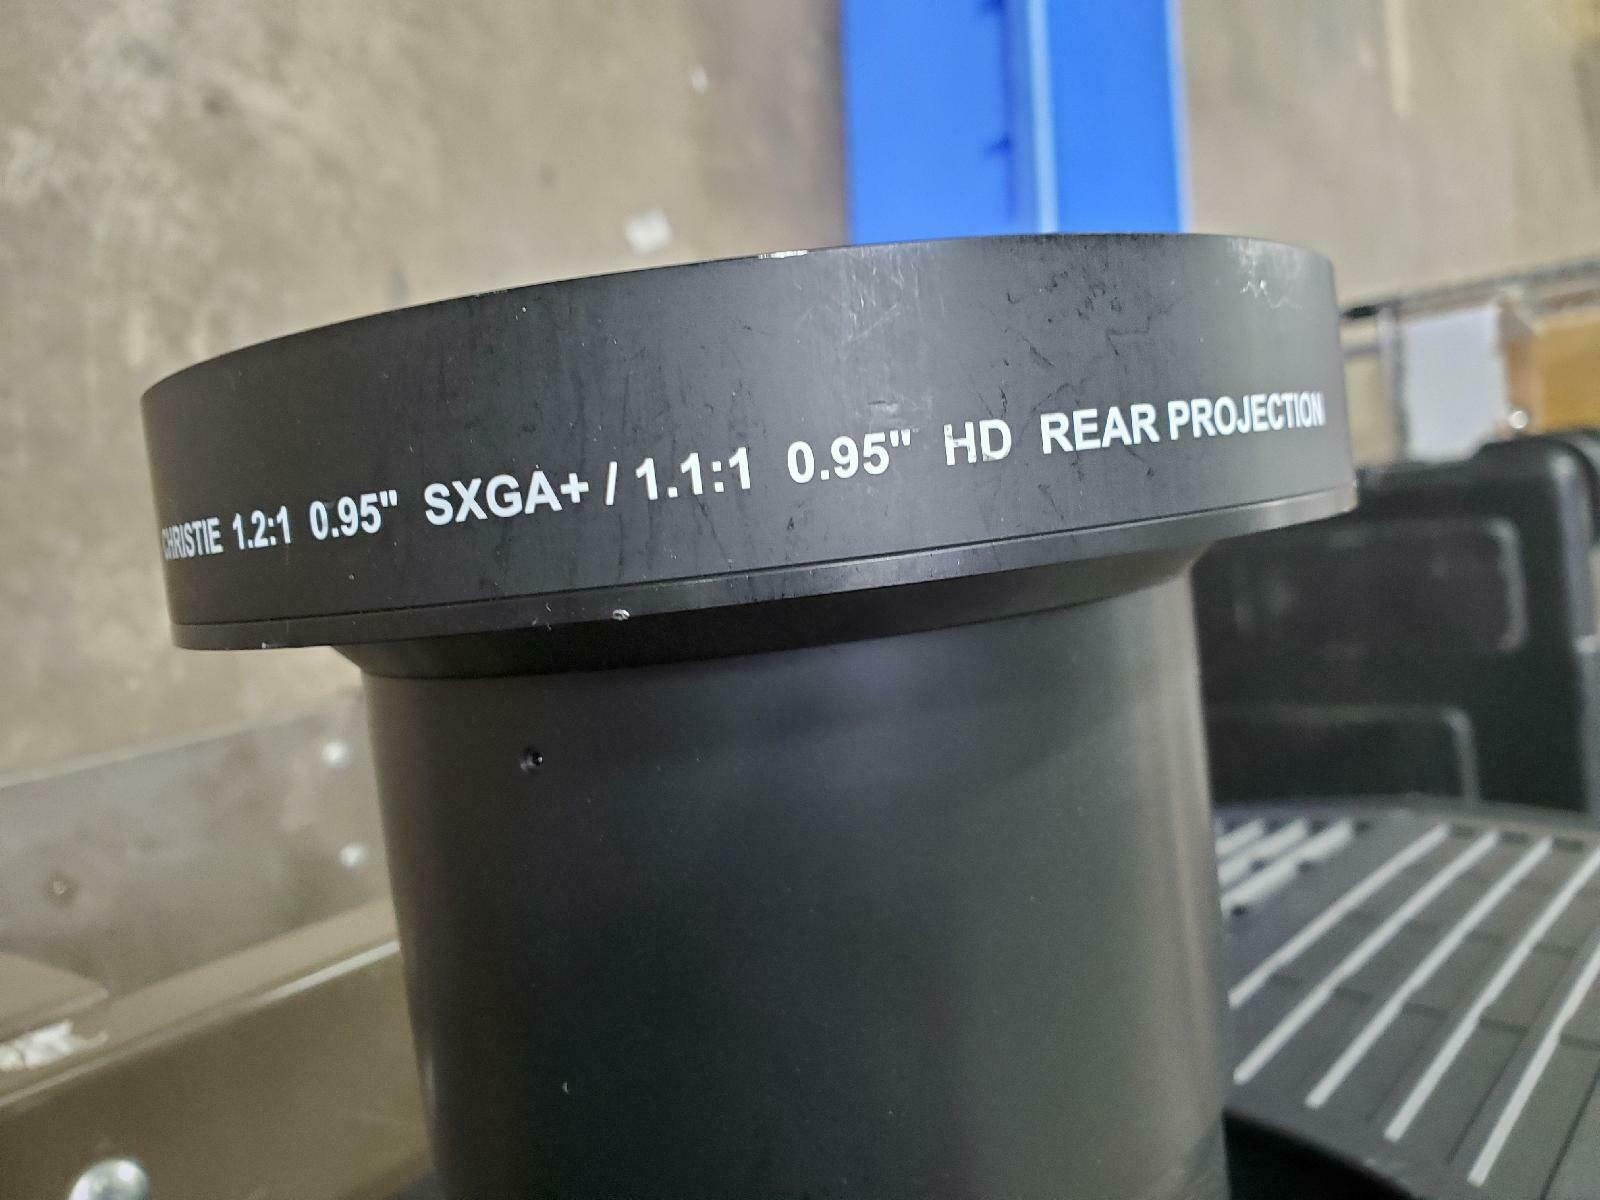 CHRISTIE 1.2:1 0.95" SXGA+ / 1.1:1 0.95" HD REAR PROJECTION